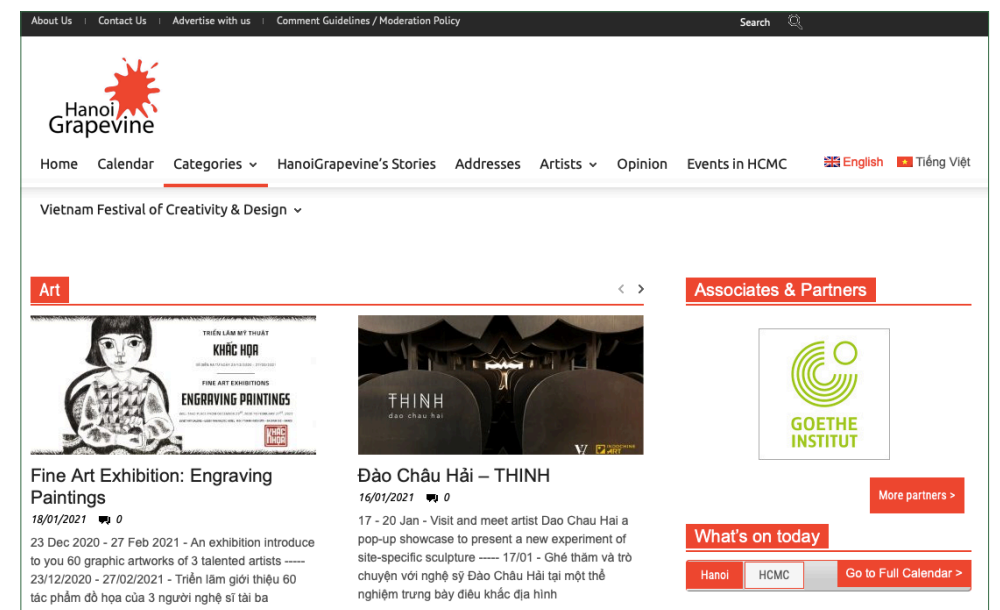 About Us
Contact Us
Advertise with us
Comment Guidelines / Moderation Policy
Search
Hanoi
Grapevine
Home
Calendar
Categories
HanoiGrapevine's Stories
Addresses
Artists
Opinion
Events in HCMC
English
Tiếng Việt
Vietnam Festival of Creativity & Design
Art
TRIỂN LÃM MỸ THUẬT
KHẮC HỌA
FINE ART EXHIBITIONS
ENGRAVING PAINTINGS
KHẮC
HỌA
Fine Art Exhibition: Engraving
Paintings
18/01/2021 0
23 Dec 2020 - 27 Feb 2021 - An exhibition introduce
to you 60 graphic artworks of 3 talented artists -----
23/12/2020 - 27/02/2021 - Triển lãm giới thiệu 60
tác phẩm đồ họa của 3 người nghệ sĩ tài ba
THINH
dao chau hai
ART
Đào Châu Hải – THINH
16/01/2021 0
17 - 20 Jan - Visit and meet artist Dao Chau Hai a
pop-up showcase to present a new experiment of
site-specific sculpture ----- 17/01 - Ghé thăm và trò
chuyện với nghệ sỹ Đào Châu Hải tại một thể
nghiệm trưng bày điêu khắc địa hình
Associates & Partners
GOETHE
INSTITUT
More partners >
What's on today
Hanoi
HCMC
Go to Full Calendar >